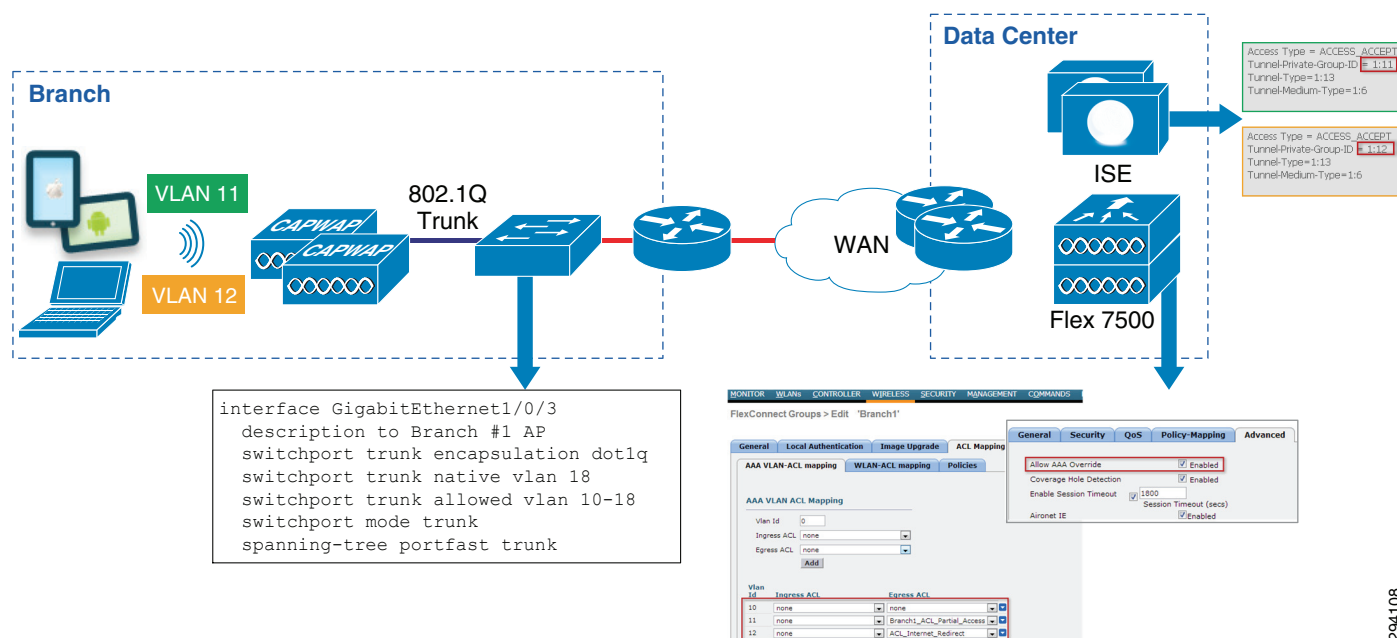 Data Center
Branch
Access Type = ACCESS_ACCEPT
Tunnel-Private-Group-ID = 1:11
Tunnel-Type=1:13
Tunnel-Medium-Type=1:6
Access Type = ACCESS_ACCEPT
Tunnel-Private-Group-ID = 1:12
Tunnel-Type=1:13
Tunnel-Medium-Type=1:6
ISE
VLAN 11
802.1Q
Trunk
CAPWAP
CAPWAP
WAN
VLAN 12
Flex 7500
interface GigabitEthernet1/0/3
description to Branch #1 AP
switchport trunk encapsulation dot1q
switchport trunk native vlan 18
switchport trunk allowed vlan 10-18
switchport mode trunk
spanning-tree portfast trunk
MONITOR WLANs CONTROLLER WIRELESS SECURITY MANAGEMENT COMMANDS
FlexConnect Groups > Edit 'Branch1'
General Local Authentication Image Upgrade ACL Mapping
AAA VLAN-ACL mapping WLAN-ACL mapping Policies
AAA VLAN ACL Mapping
Vlan Id 0
Ingress ACL none
Egress ACL none
Add
Vlan
Id Ingress ACL Egress ACL
10 none none
11 none Branch1_ACL_Partial_Access
12 none ACL_Internet_Redirect
General Security QoS Policy-Mapping Advanced
Allow AAA Override Enabled
Coverage Hole Detection Enabled
Enable Session Timeout 1800
Session Timeout (secs)
Aironet IE Enabled
294108